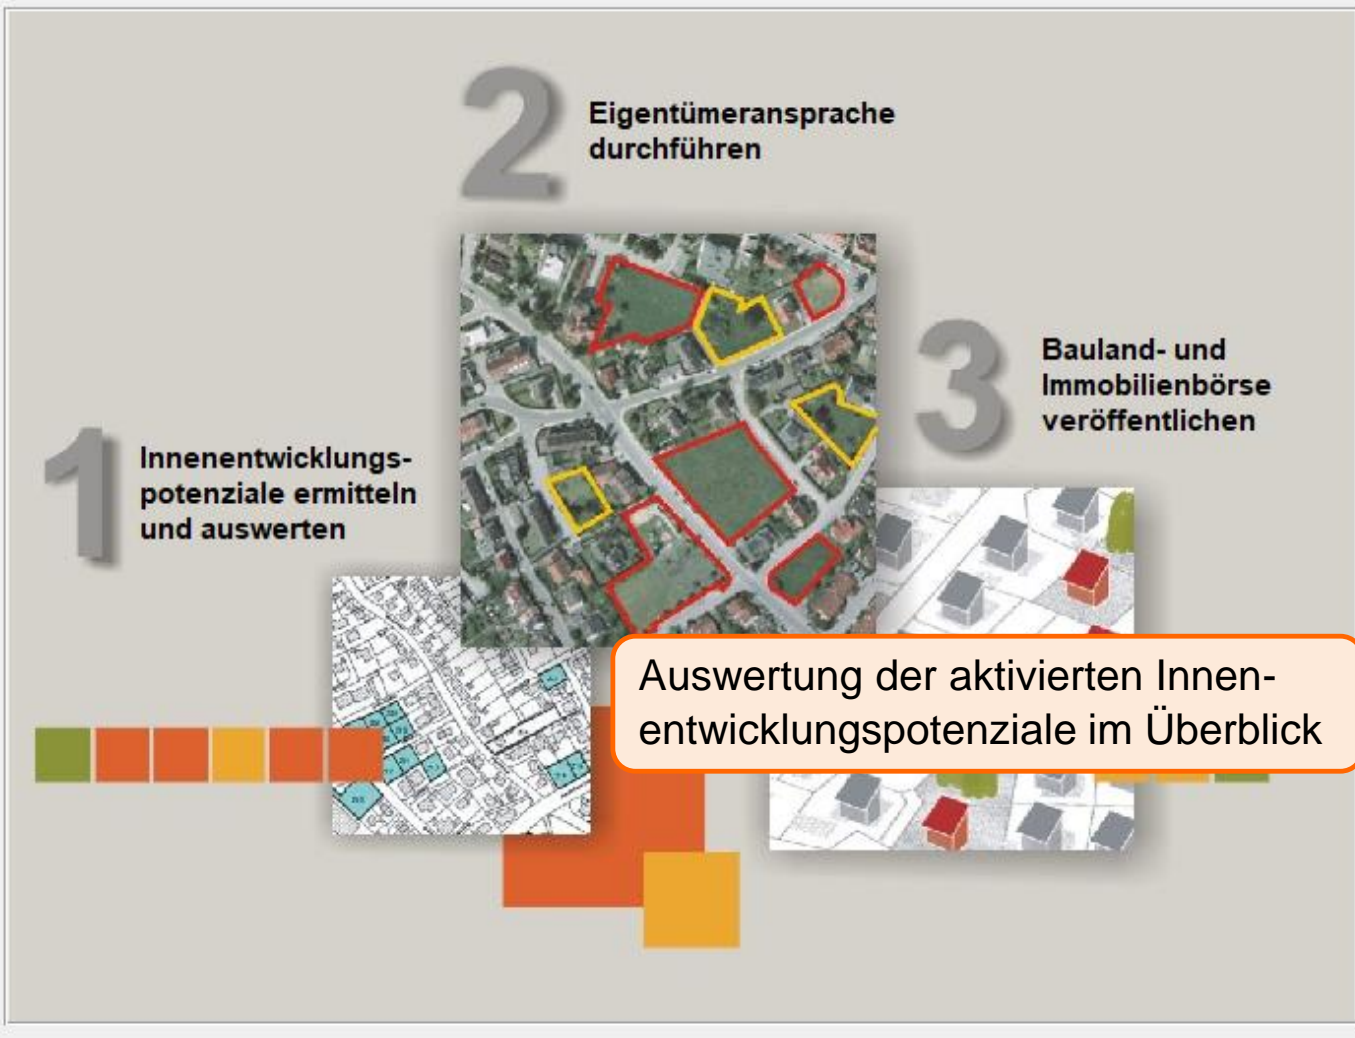 2
Eigentümeransprache
durchführen
3
Bauland- und
Immobilienbörse
veröffentlichen
1
Innenentwicklungs-
potenziale ermitteln
und auswerten
Auswertung der aktivierten Innen-
entwicklungspotenziale im Überblick